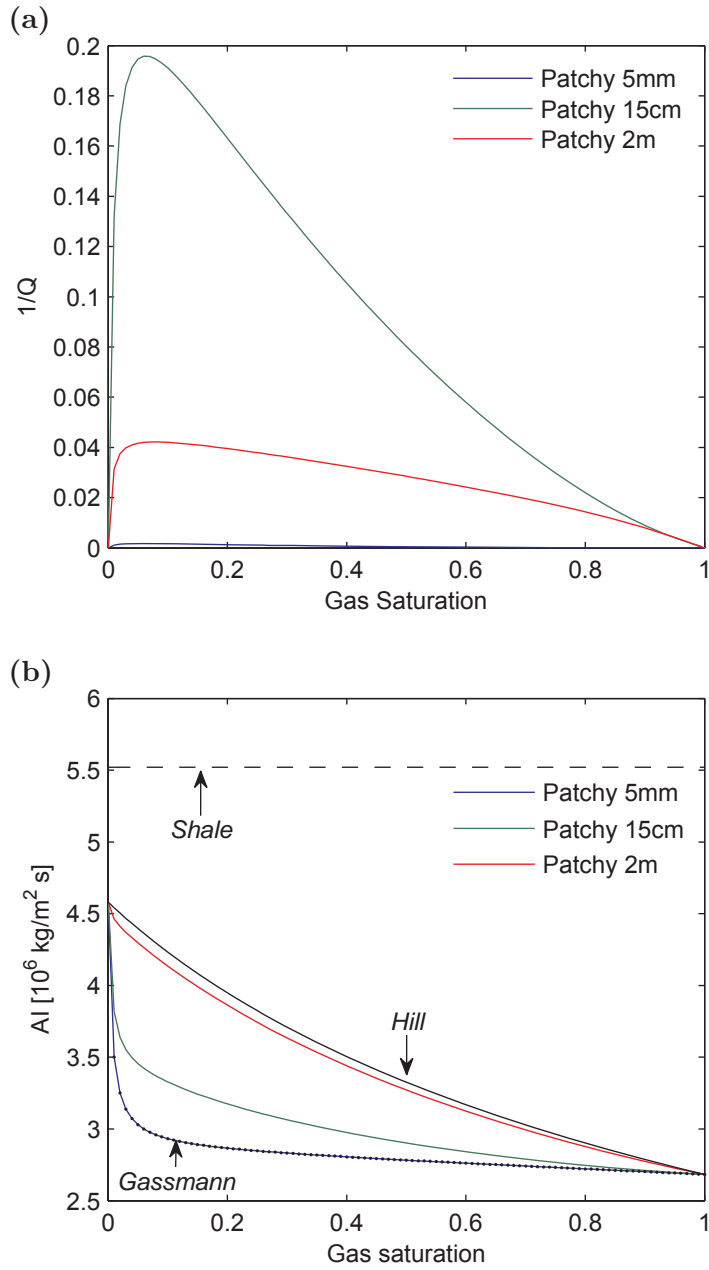 (a)
0.2
0.18
0.16
0.14
0.12
0.1
0.08
0.06
0.04
0.02
0
1/Q
Patchy 5mm
Patchy 15cm
Patchy 2m
0 0.2 0.4 0.6 0.8 1
Gas Saturation
(b)
6
5.5
5
4.5
4
3.5
3
2.5
AI [10⁶ kg/m² s]
Shale
Patchy 5mm
Patchy 15cm
Patchy 2m
Hill
Gassmann
0 0.2 0.4 0.6 0.8 1
Gas saturation